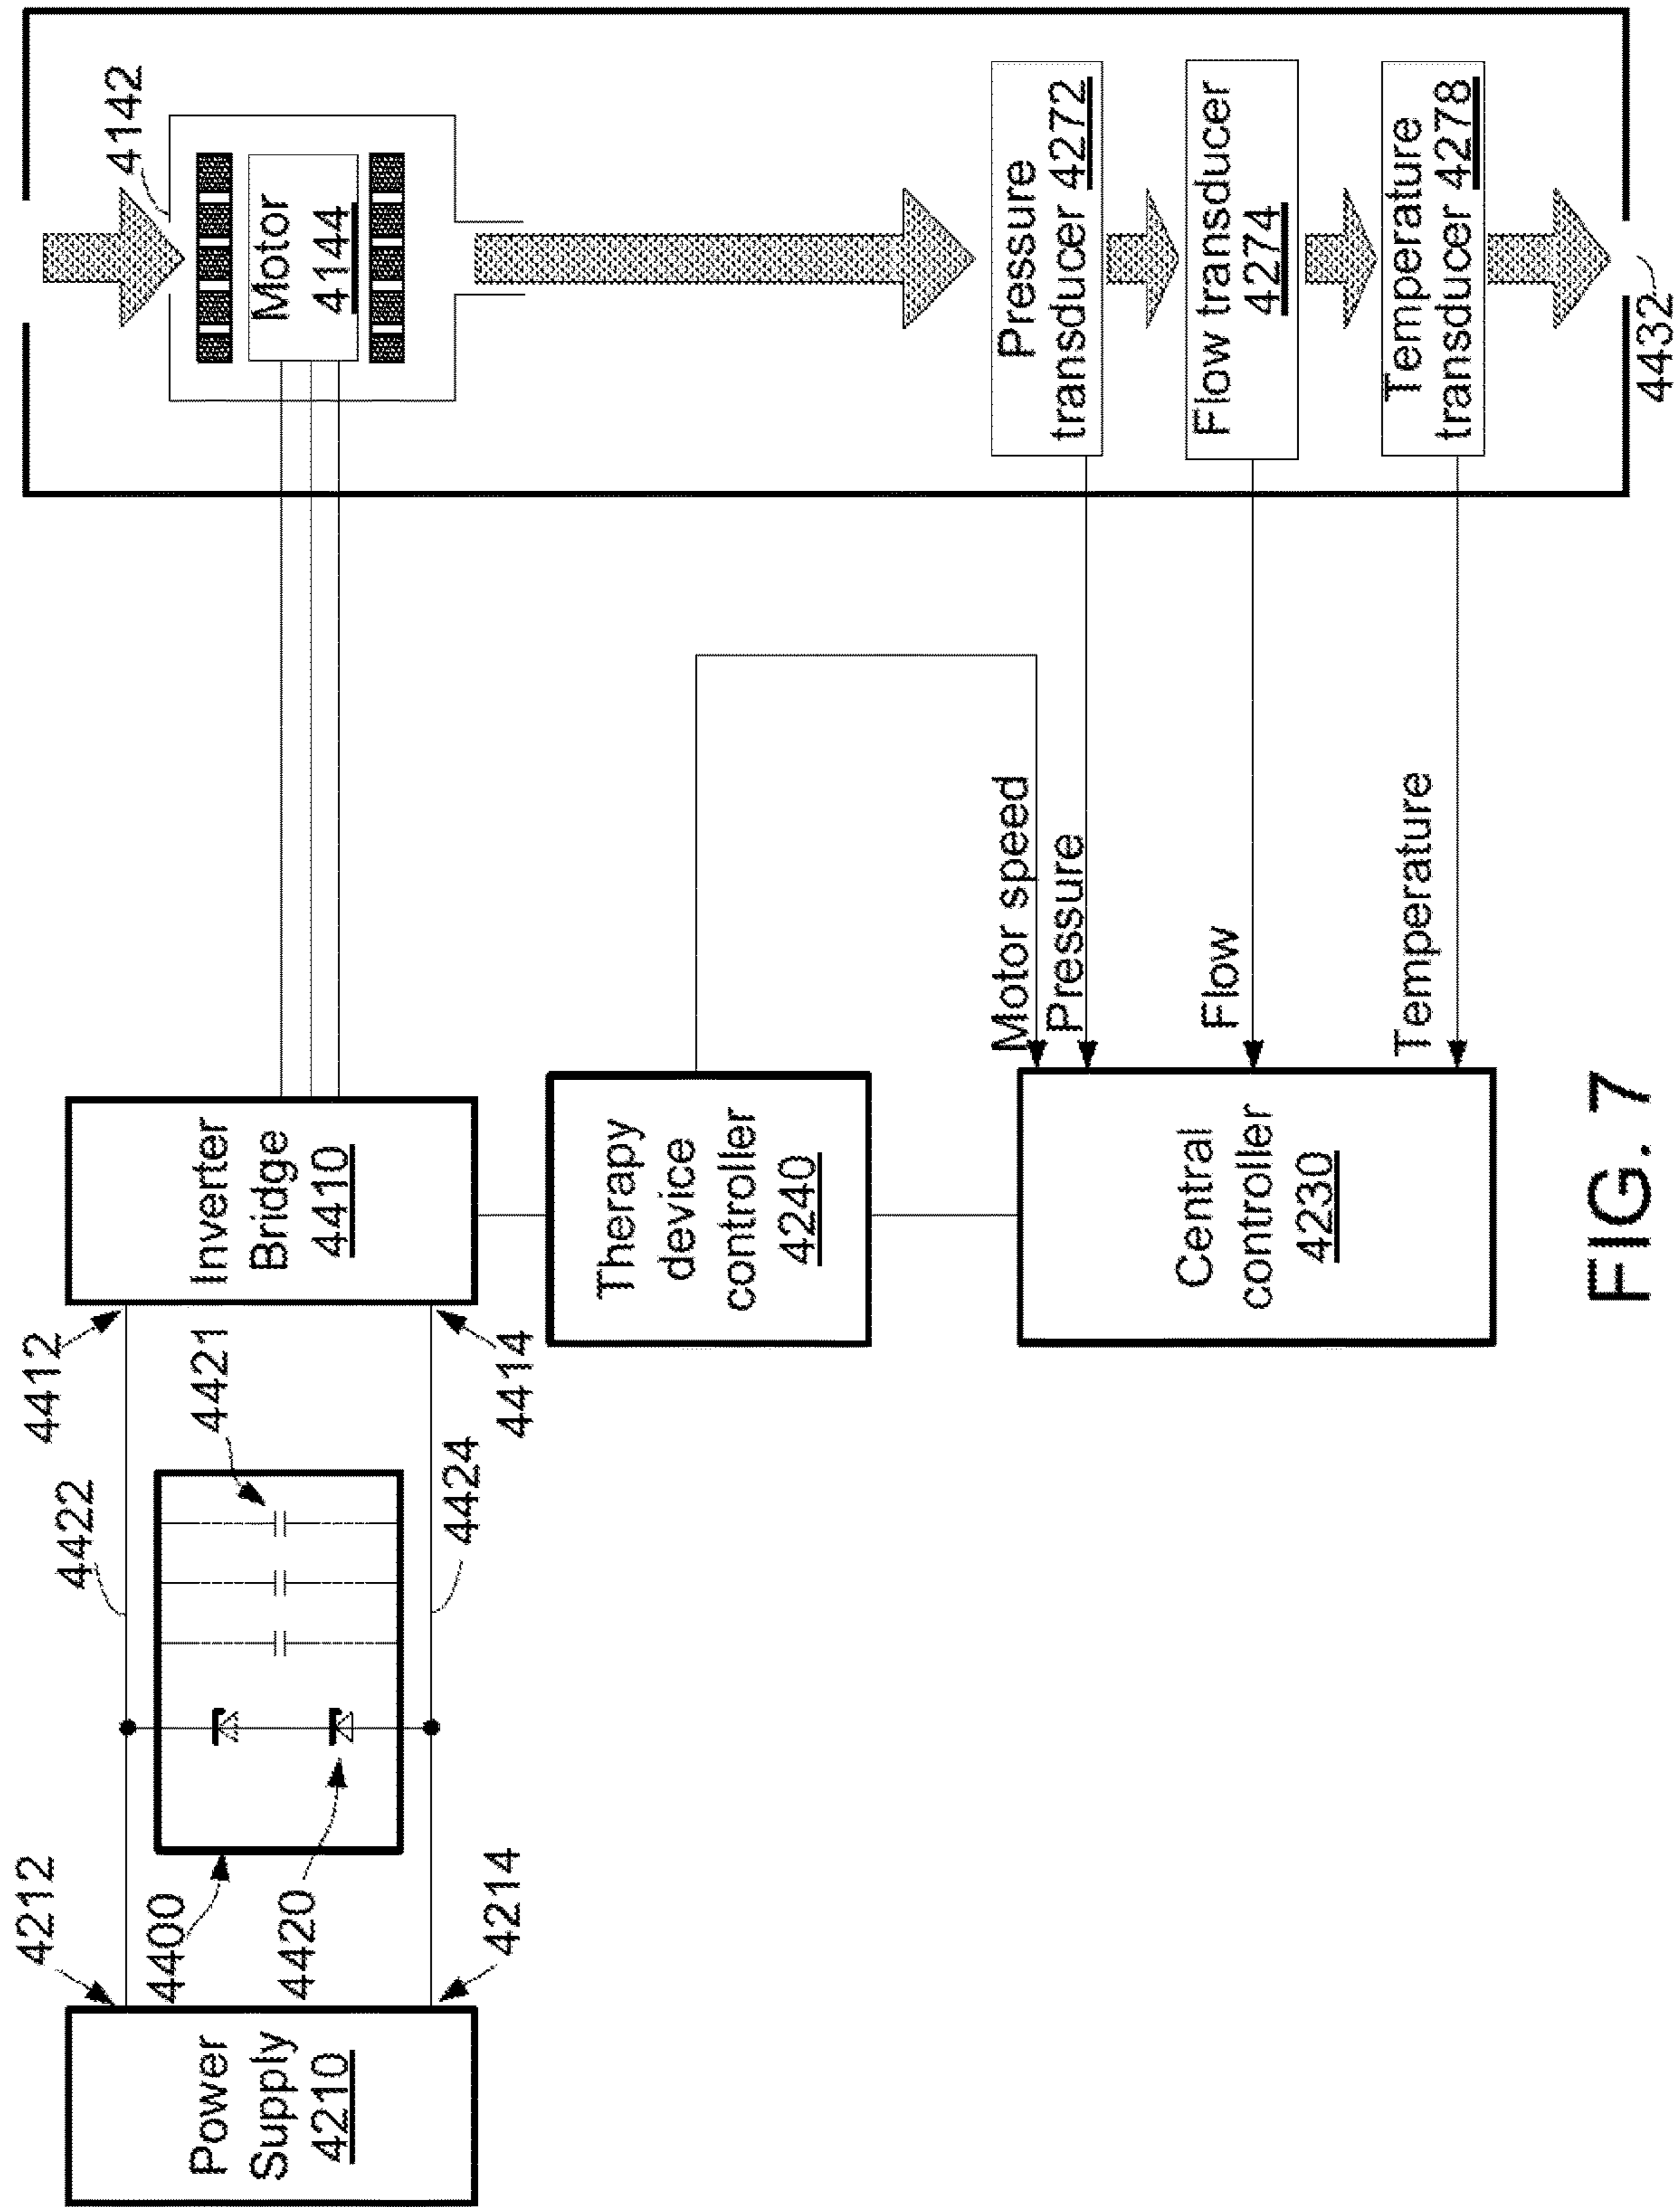 4212
4400
4420
4214
Power
Supply
4210
4422
4424
4421
4412
4414
Inverter
Bridge
4410
Therapy
device
controller
4240
Central
controller
4230
Motor speed
Pressure
Flow
Temperature
4142
Motor
4144
Pressure
transducer 4272
Flow transducer
4274
Temperature
transducer 4278
4432
FIG. 7